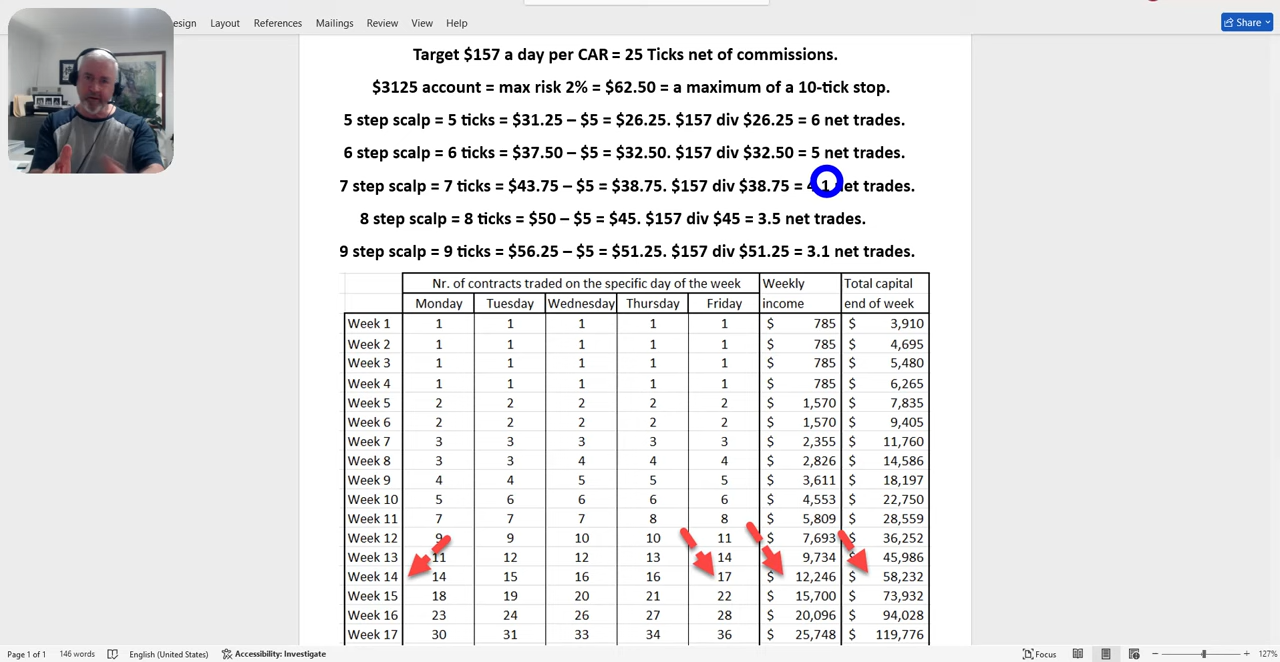 esign Layout References Mailings Review View Help Share
Target $157 a day per CAR = 25 Ticks net of commissions.
$3125 account = max risk 2% = $62.50 = a maximum of a 10-tick stop.
5 step scalp = 5 ticks = $31.25 – $5 = $26.25. $157 div $26.25 = 6 net trades.
6 step scalp = 6 ticks = $37.50 – $5 = $32.50. $157 div $32.50 = 5 net trades.
7 step scalp = 7 ticks = $43.75 – $5 = $38.75. $157 div $38.75 = 4.1 net trades.
8 step scalp = 8 ticks = $50 – $5 = $45. $157 div $45 = 3.5 net trades.
9 step scalp = 9 ticks = $56.25 – $5 = $51.25. $157 div $51.25 = 3.1 net trades.
Nr. of contracts traded on the specific day of the week Weekly Total capital
Monday Tuesday Wednesday Thursday Friday income end of week
Week 1 1 1 1 1 1 $ 785 $ 3,910
Week 2 1 1 1 1 1 $ 785 $ 4,695
Week 3 1 1 1 1 1 $ 785 $ 5,480
Week 4 1 1 1 1 1 $ 785 $ 6,265
Week 5 2 2 2 2 2 $ 1,570 $ 7,835
Week 6 2 2 2 2 2 $ 1,570 $ 9,405
Week 7 3 3 3 3 3 $ 2,355 $ 11,760
Week 8 3 3 4 4 4 $ 2,826 $ 14,586
Week 9 4 4 5 5 5 $ 3,611 $ 18,197
Week 10 5 6 6 6 6 $ 4,553 $ 22,750
Week 11 7 7 7 8 8 $ 5,809 $ 28,559
Week 12 9 9 10 10 11 $ 7,693 $ 36,252
Week 13 11 12 12 13 14 $ 9,734 $ 45,986
Week 14 14 15 16 16 17 $ 12,246 $ 58,232
Week 15 18 19 20 21 22 $ 15,700 $ 73,932
Week 16 23 24 26 27 28 $ 20,096 $ 94,028
Week 17 30 31 33 34 36 $ 25,748 $ 119,776
Page 1 of 1 146 words English (United States) Accessibility: Investigate Focus 127%